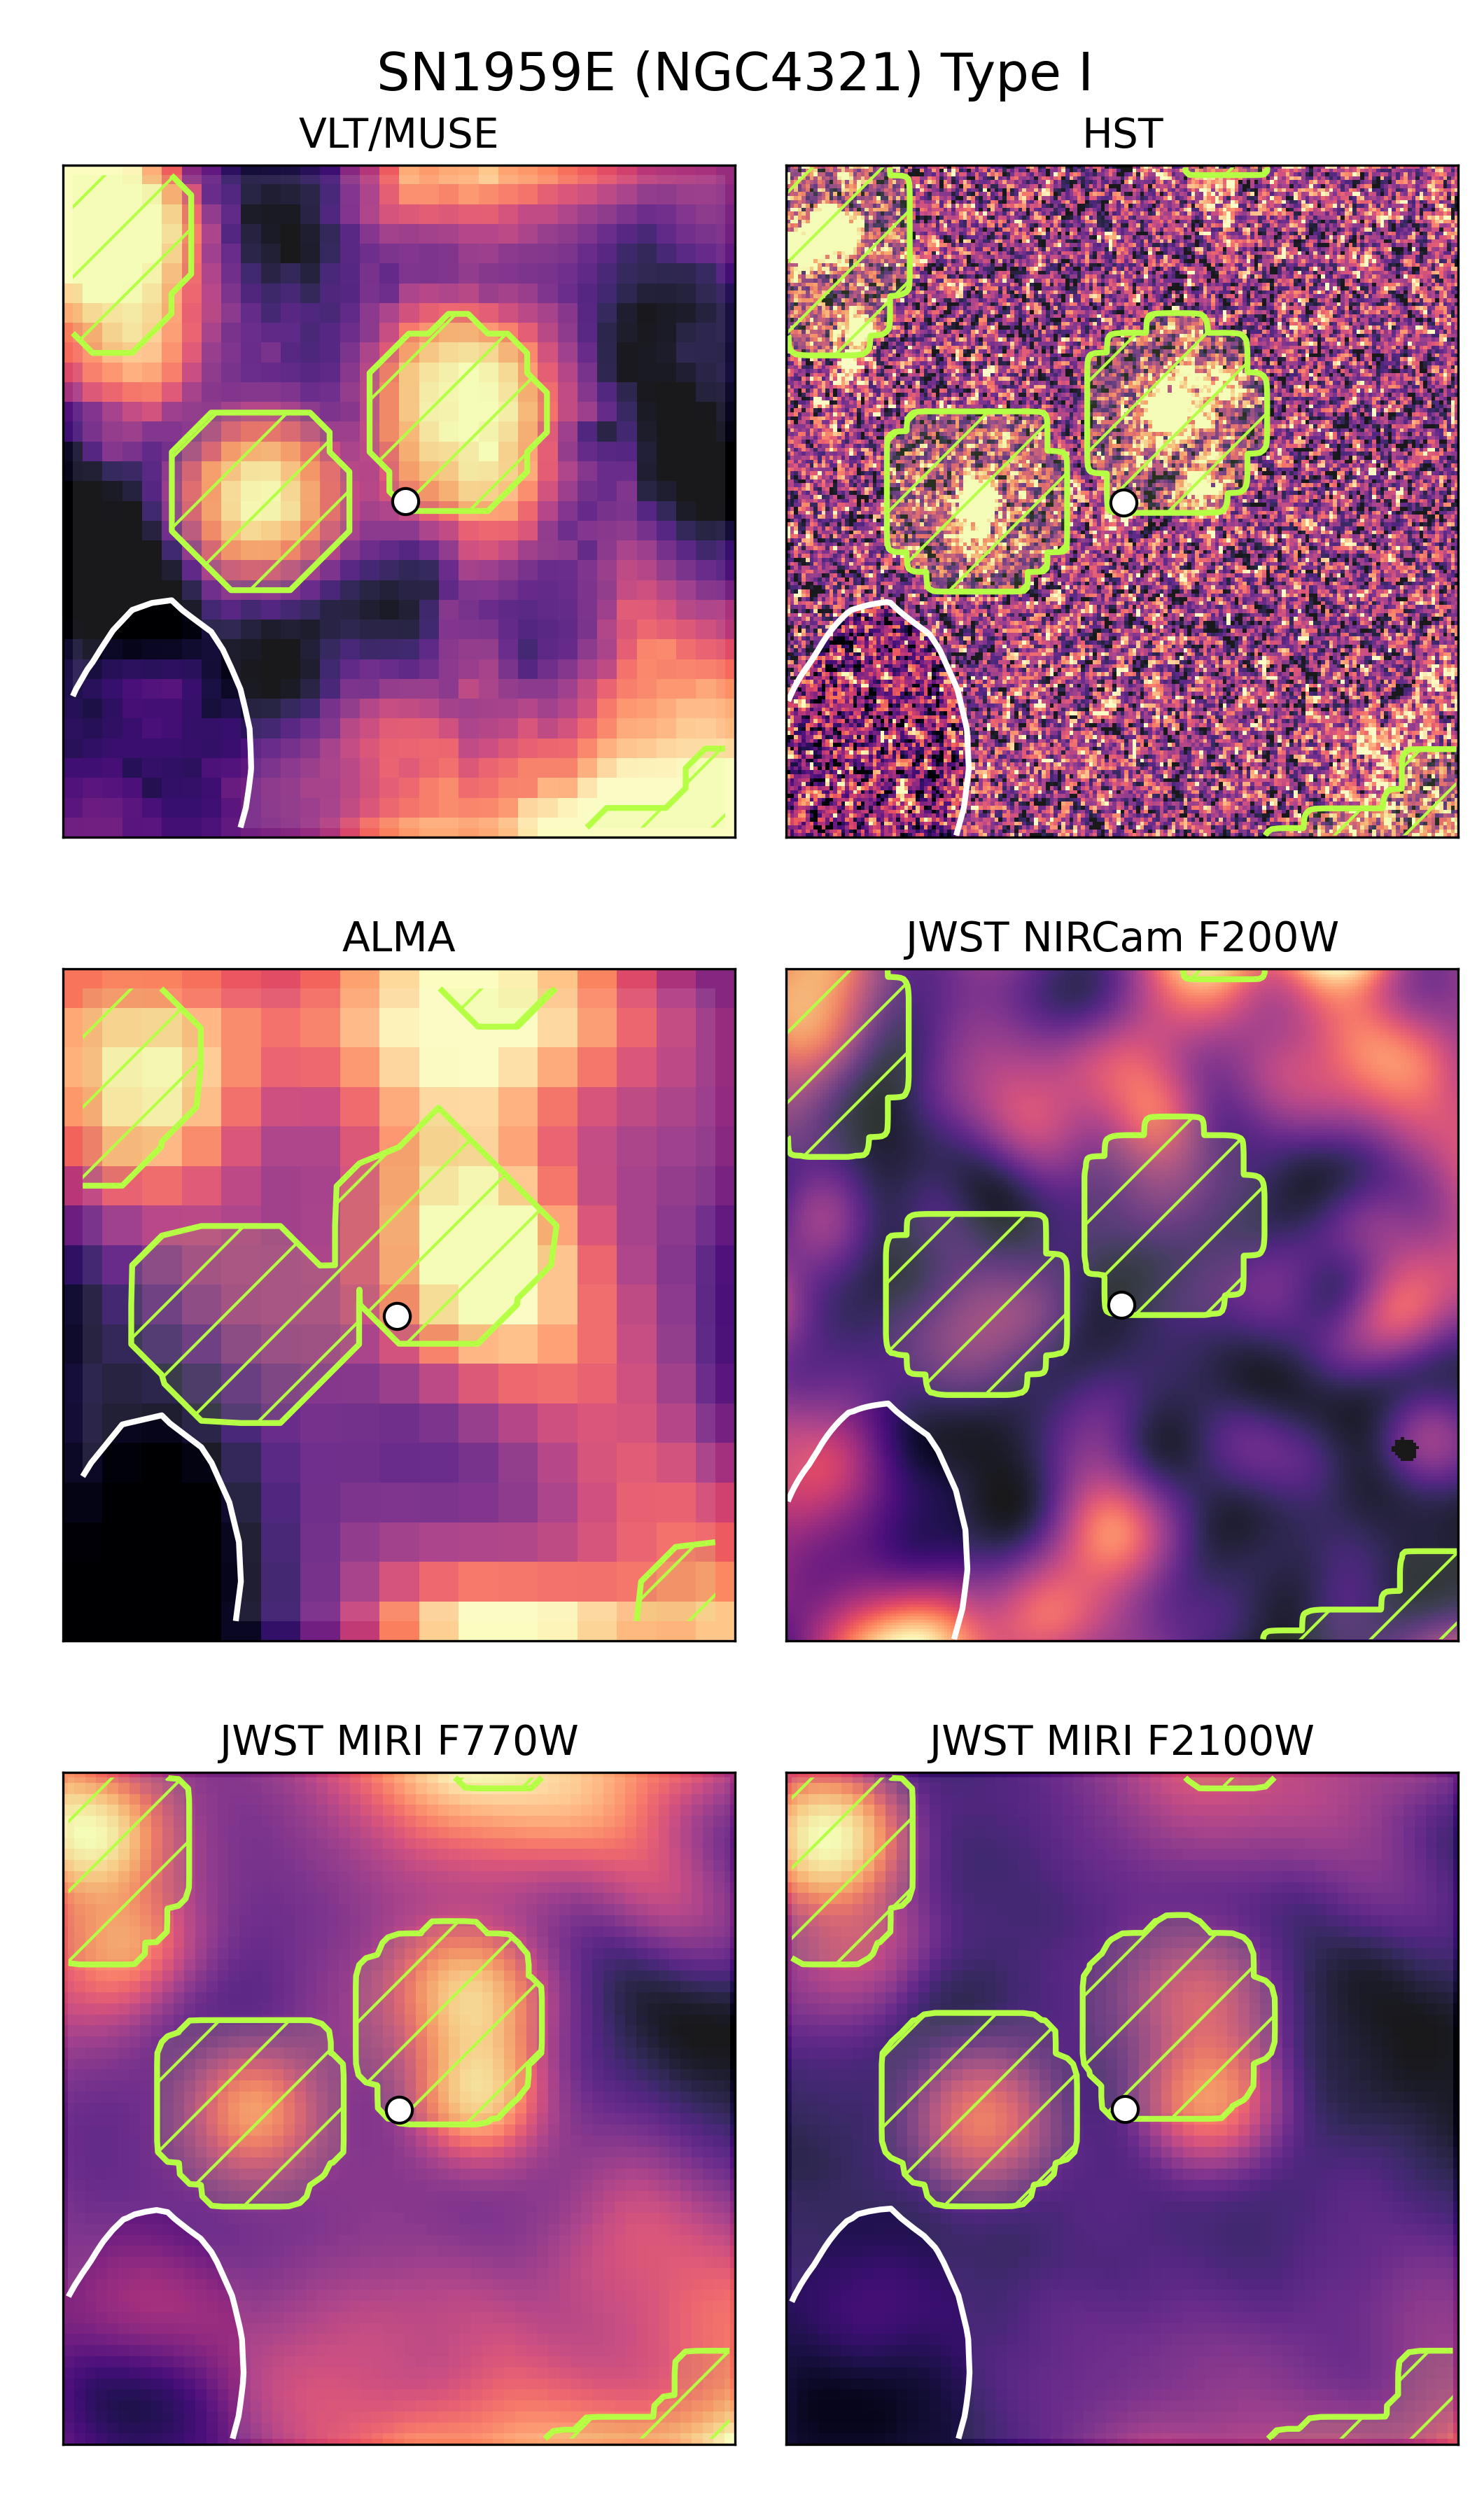 SN1959E (NGC4321) Type I
VLT/MUSE
HST
ALMA
JWST NIRCam F200W
JWST MIRI F770W
JWST MIRI F2100W